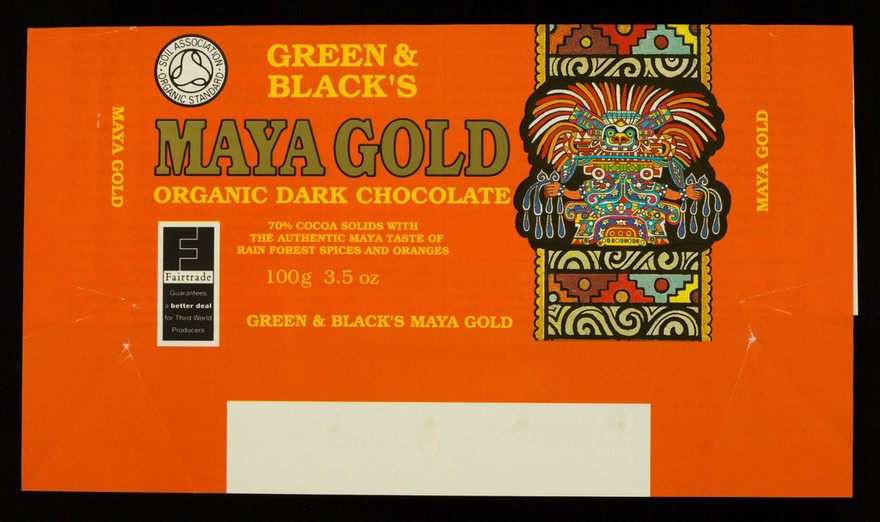 SOIL ASSOCIATION
ORGANIC STANDARD
GREEN &
BLACK'S
MAYA GOLD
MAYA GOLD
ORGANIC DARK CHOCOLATE
70% COCOA SOLIDS WITH
THE AUTHENTIC MAYA TASTE OF
RAIN FOREST SPICES AND ORANGES
100g 3.5 oz
Fairtrade
Guarantees
a better deal
for Third World
Producers
GREEN & BLACK'S MAYA GOLD
MAYA GOLD